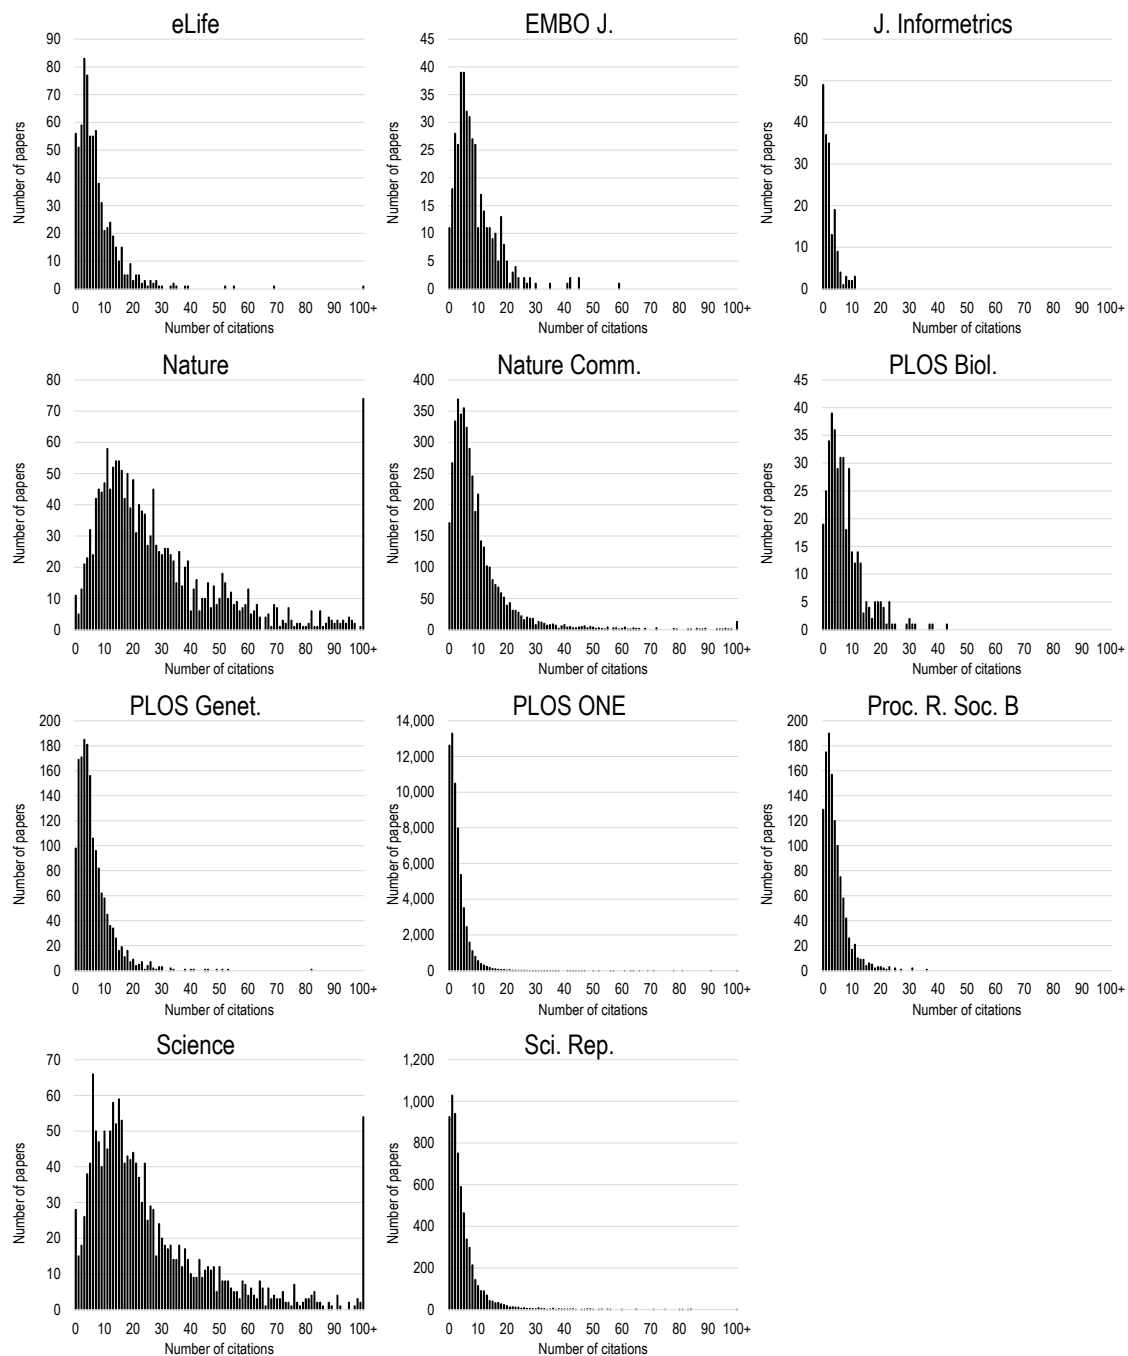 eLife
90
80
70
60
50
40
30
20
10
0
Number of papers
0 10 20 30 40 50 60 70 80 90 100+
Number of citations
EMBO J.
45
40
35
30
25
20
15
10
5
0
Number of papers
0 10 20 30 40 50 60 70 80 90 100+
Number of citations
J. Informetrics
60
50
40
30
20
10
0
Number of papers
0 10 20 30 40 50 60 70 80 90 100+
Number of citations
Nature
80
70
60
50
40
30
20
10
0
Number of papers
0 10 20 30 40 50 60 70 80 90 100+
Number of citations
Nature Comm.
400
350
300
250
200
150
100
50
0
Number of papers
0 10 20 30 40 50 60 70 80 90 100+
Number of citations
PLOS Biol.
45
40
35
30
25
20
15
10
5
0
Number of papers
0 10 20 30 40 50 60 70 80 90 100+
Number of citations
PLOS Genet.
200
180
160
140
120
100
80
60
40
20
0
Number of papers
0 10 20 30 40 50 60 70 80 90 100+
Number of citations
PLOS ONE
14,000
12,000
10,000
8,000
6,000
4,000
2,000
0
Number of papers
0 10 20 30 40 50 60 70 80 90 100+
Number of citations
Proc. R. Soc. B
200
180
160
140
120
100
80
60
40
20
0
Number of papers
0 10 20 30 40 50 60 70 80 90 100+
Number of citations
Science
70
60
50
40
30
20
10
0
Number of papers
0 10 20 30 40 50 60 70 80 90 100+
Number of citations
Sci. Rep.
1,200
1,000
800
600
400
200
0
Number of papers
0 10 20 30 40 50 60 70 80 90 100+
Number of citations